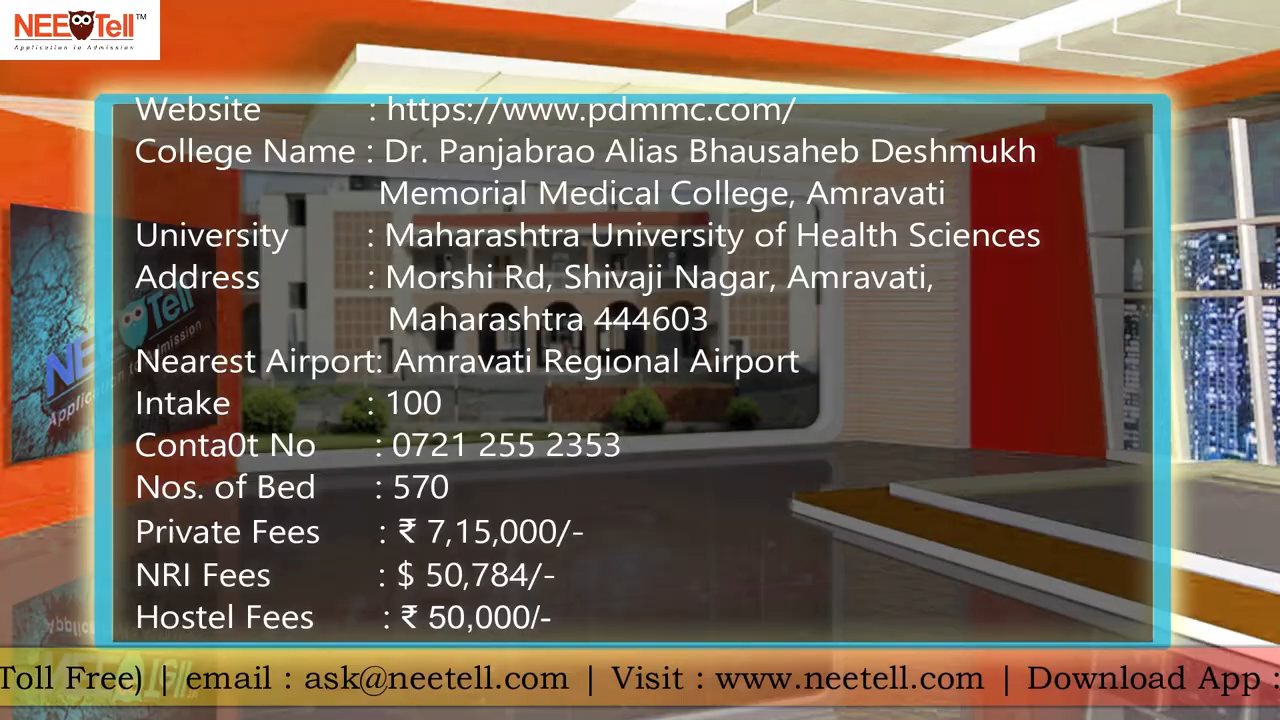 NEETell™
Application to Admission
Website : https://www.pdmmc.com/
College Name : Dr. Panjabrao Alias Bhausaheb Deshmukh
Memorial Medical College, Amravati
University : Maharashtra University of Health Sciences
Address : Morshi Rd, Shivaji Nagar, Amravati,
Maharashtra 444603
Nearest Airport: Amravati Regional Airport
Intake : 100
Conta0t No : 0721 255 2353
Nos. of Bed : 570
Private Fees : ₹ 7,15,000/-
NRI Fees : $ 50,784/-
Hostel Fees : ₹ 50,000/-
Toll Free) | email : ask@neetell.com | Visit : www.neetell.com | Download App :